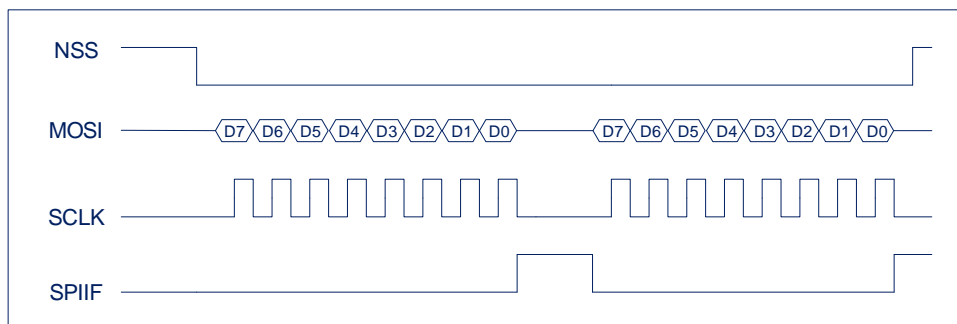 NSS
MOSI D7 D6 D5 D4 D3 D2 D1 D0 D7 D6 D5 D4 D3 D2 D1 D0
SCLK
SPIIF